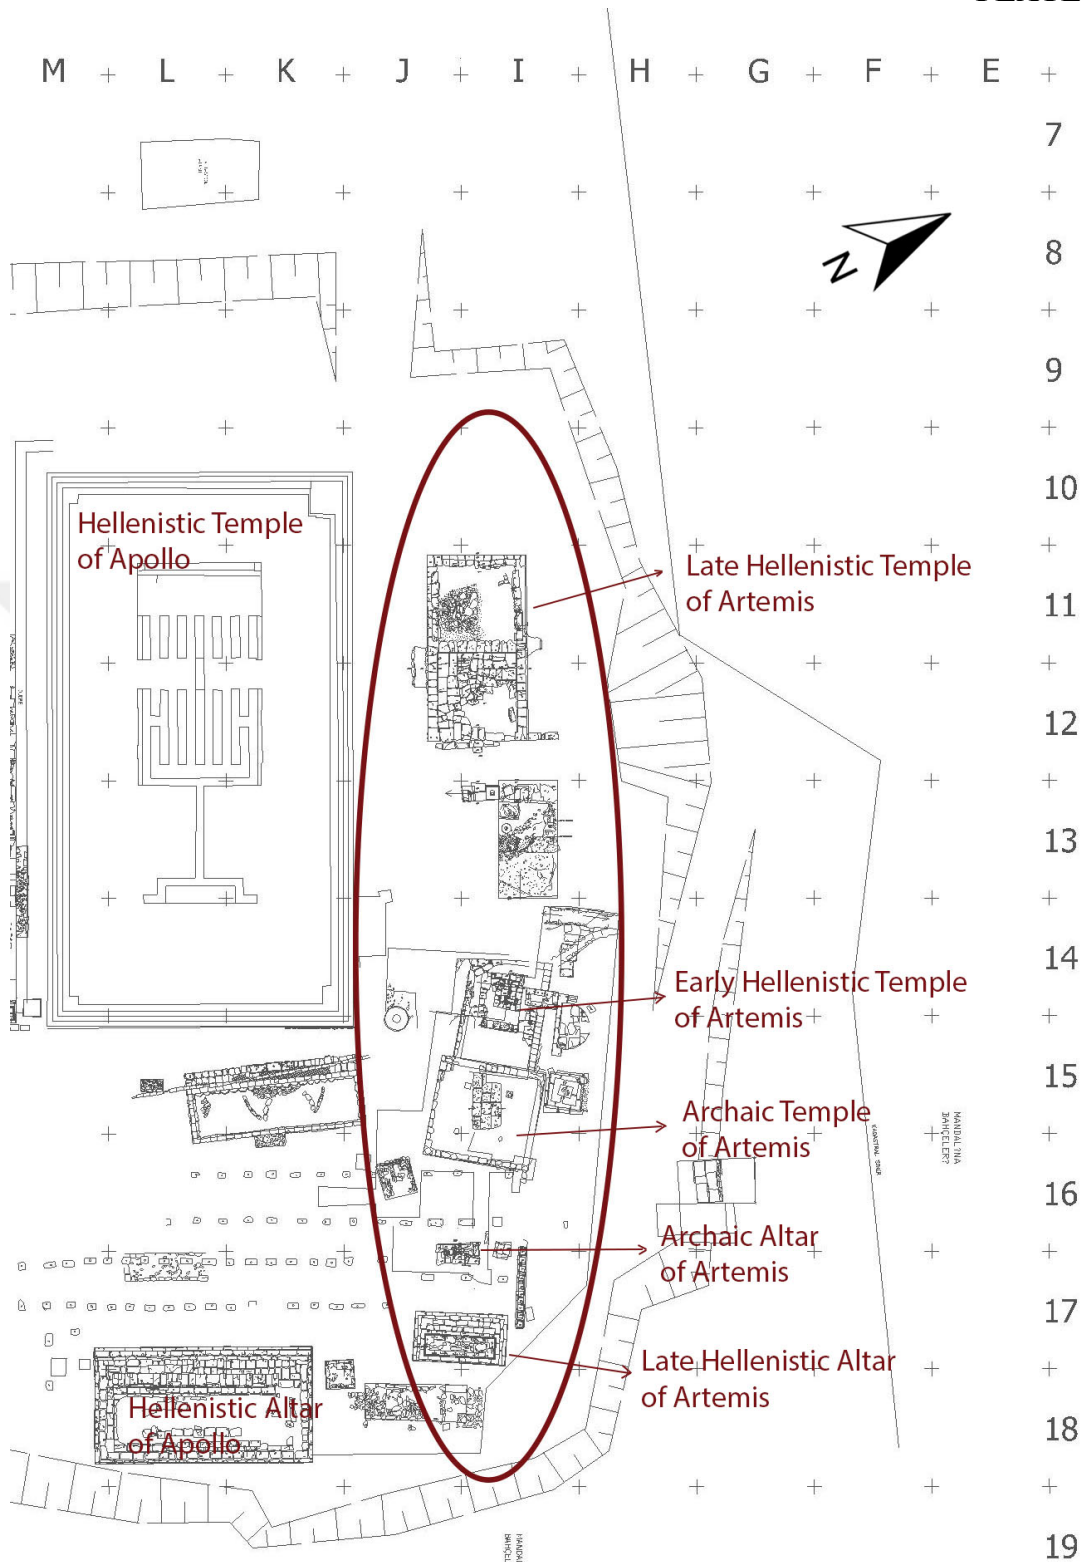 M L K J I H G F E
7
8
N
9
10
Hellenistic Temple
of Apollo
Late Hellenistic Temple
of Artemis
11
12
13
14
Early Hellenistic Temple
of Artemis
15
Archaic Temple
of Artemis
MANDALINA
BAHÇELER?
16
Archaic Altar
of Artemis
17
Late Hellenistic Altar
of Artemis
Hellenistic Altar
of Apollo
18
19